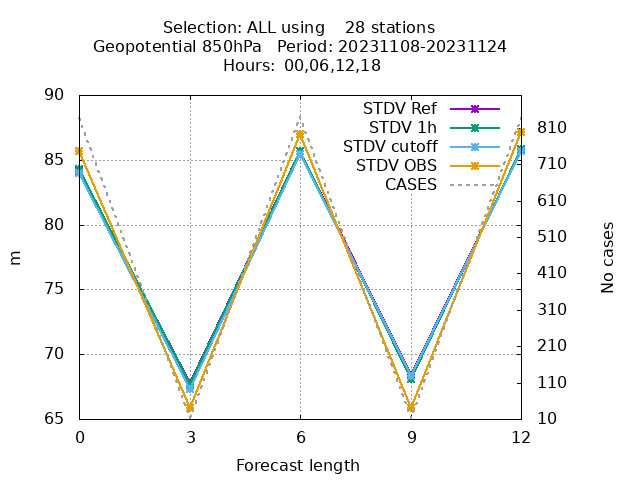 Selection: ALL using    28 stations
Geopotential 850hPa   Period: 20231108-20231124
Hours: 00,06,12,18
STDV Ref
STDV 1h
STDV cutoff
STDV OBS
CASES
90
85
80
75
70
65
m
810
710
610
510
410
310
210
110
10
No cases
0 3 6 9 12
Forecast length